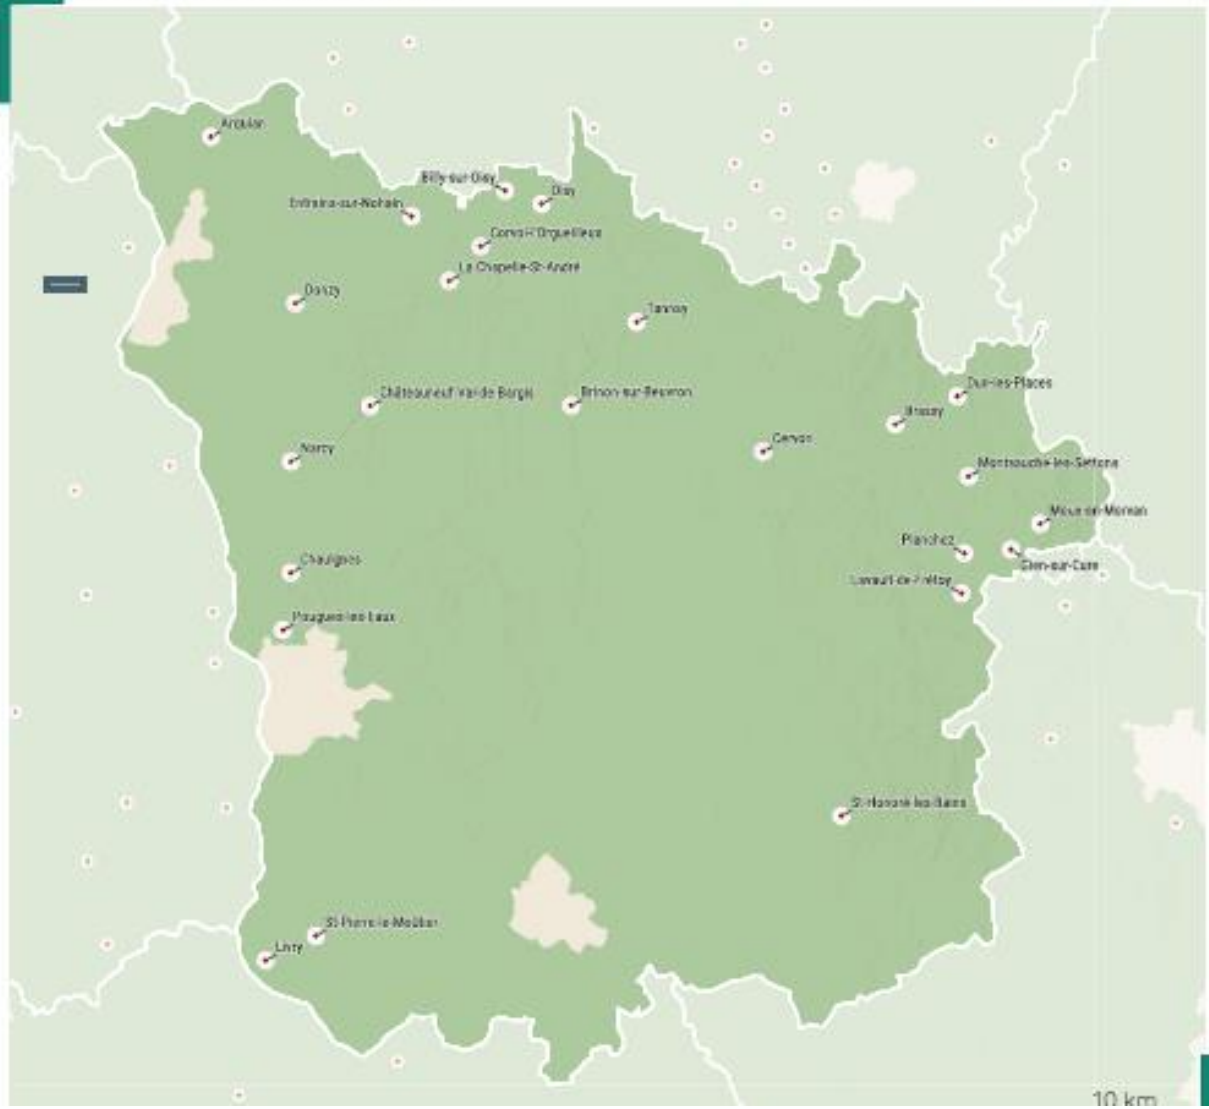 Arquian
Billy-sur-Oisy
Oisy
Entrains-sur-Nohain
Corvol-l'Orgueilleux
La Chapelle-St-André
Donzy
Tannay
Châteauneuf-Val-de-Bargis
Brinon-sur-Beuvron
Dun-les-Places
Brassy
Cervon
Narcy
Montsauche-les-Settons
Moux-en-Morvan
Planchez
Gien-sur-Cure
Chaulgnes
Lavault-de-Frétoy
Pougues-les-Eaux
St-Honoré-les-Bains
St-Pierre-le-Moûtier
Livry
10 km